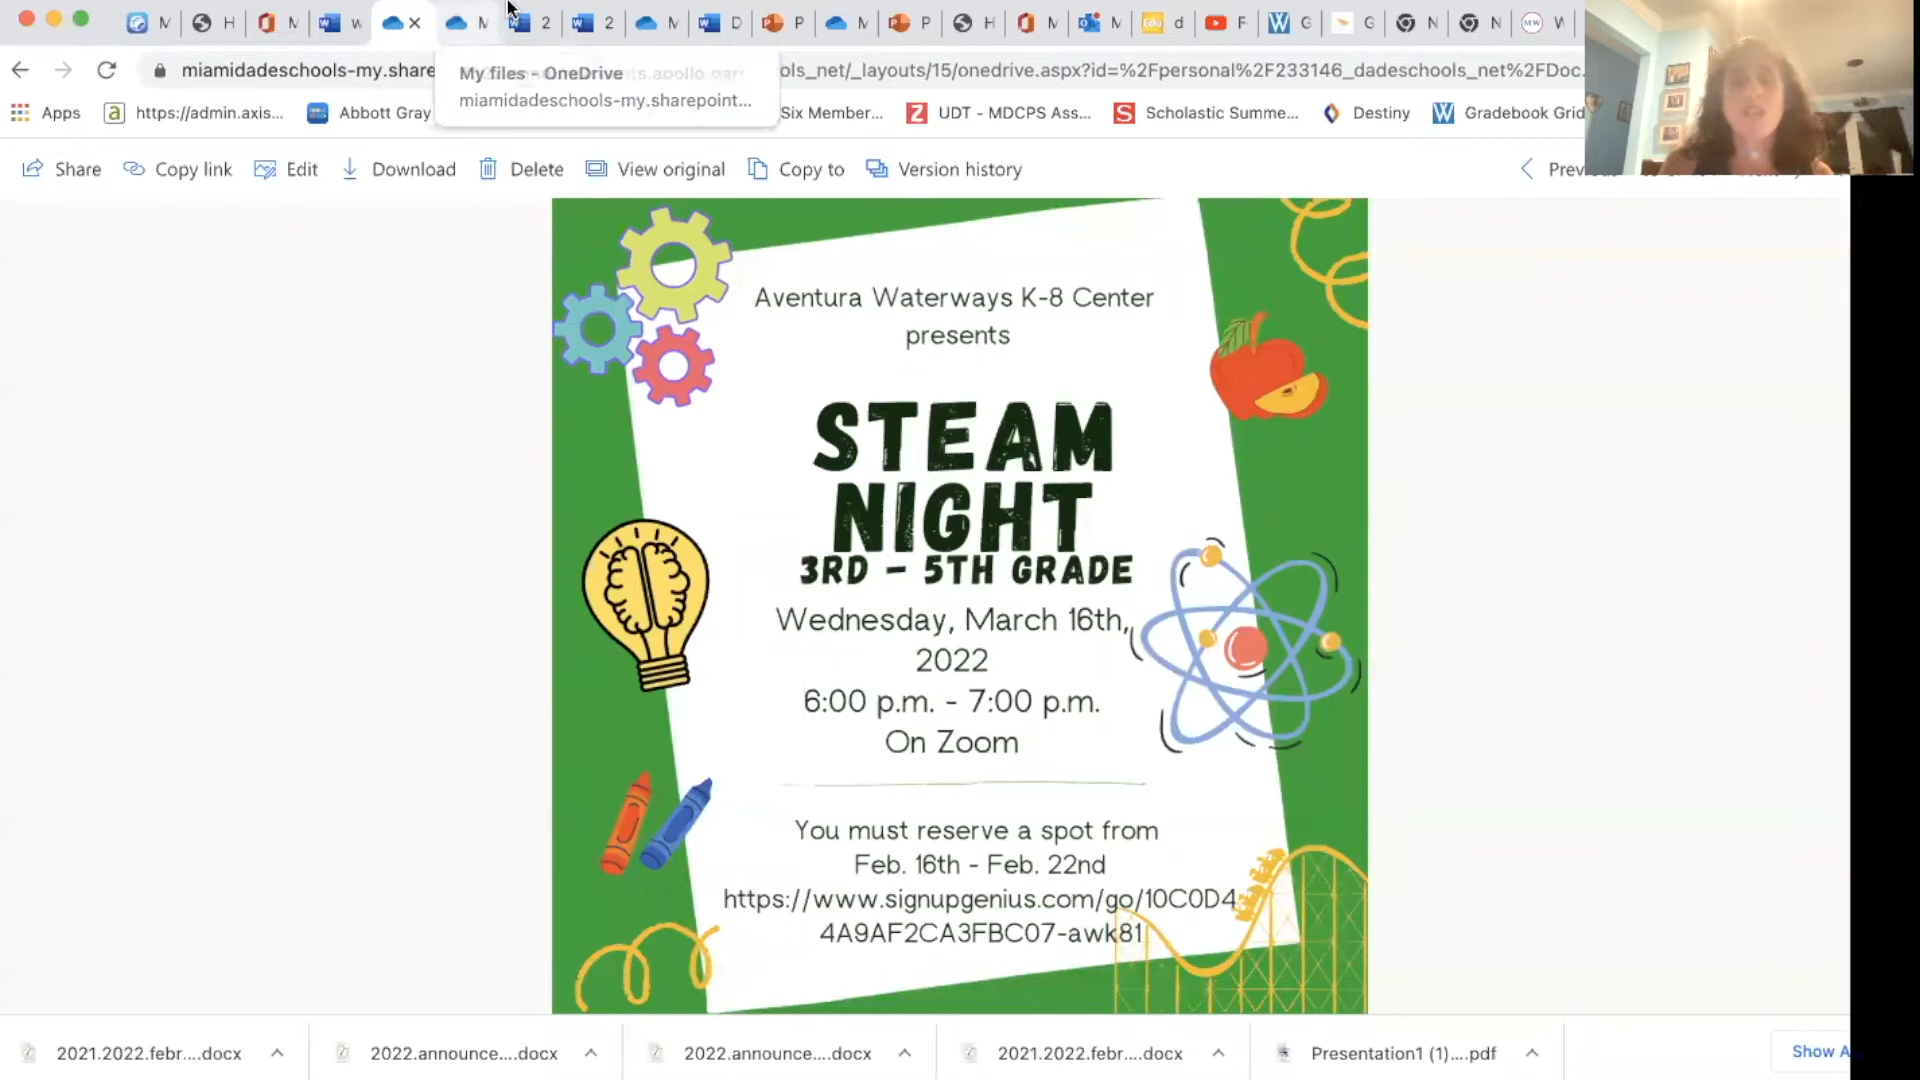 M
H
M
w
M
2
2
M
D
P
M
P
H
M
M
d
F
G
G
N
N
miamidadeschools-my.share
ols_net/_layouts/15/onedrive.aspx?id=%2Fpersonal%2F233146_dadeschools_net%2FDoc.
My files - OneDrive
miamidadeschools-my.sharepoint...
Apps
https://admin.axis...
Abbott Gray
Six Member...
UDT - MDCPS Ass...
Scholastic Summe...
Destiny
Gradebook Grid
Share
Copy link
Edit
Download
Delete
View original
Copy to
Version history
Aventura Waterways K-8 Center
presents
STEAM
NIGHT
3RD - 5TH GRADE
Wednesday, March 16th,
2022
6:00 p.m. - 7:00 p.m.
On Zoom
You must reserve a spot from
Feb. 16th - Feb. 22nd
https://www.signupgenius.com/go/10C0D4
4A9AF2CA3FBC07-awk81
2021.2022.febr....docx
2022.announce....docx
2022.announce....docx
2021.2022.febr....docx
Presentation1 (1)....pdf
Show A